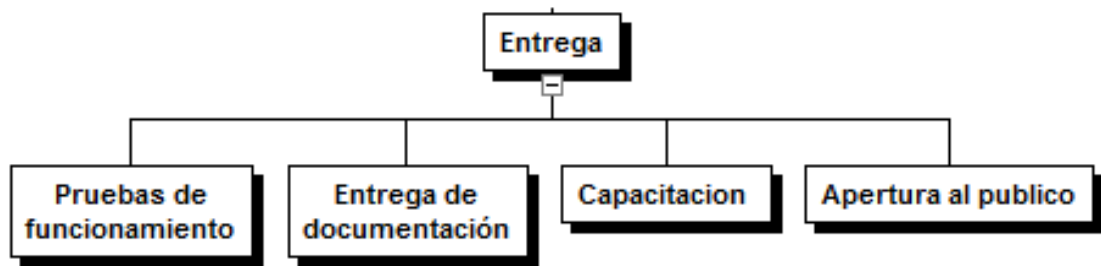 Entrega
Pruebas de
funcionamiento
Entrega de
documentación
Capacitacion
Apertura al publico